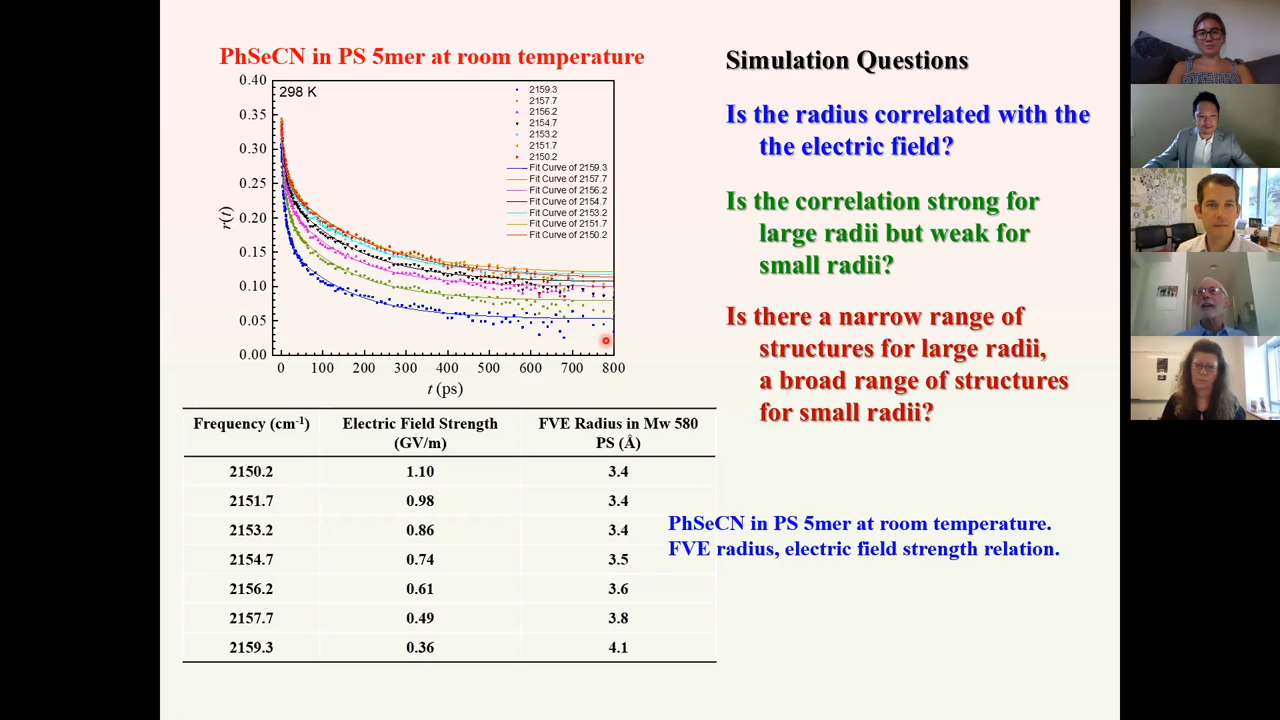 PhSeCN in PS 5mer at room temperature
298 K
2159.3
2157.7
2156.2
2154.7
2153.2
2151.7
2150.2
Fit Curve of 2159.3
Fit Curve of 2157.7
Fit Curve of 2156.2
Fit Curve of 2154.7
Fit Curve of 2153.2
Fit Curve of 2151.7
Fit Curve of 2150.2
0.40
0.35
0.30
0.25
0.20
0.15
0.10
0.05
0.00
r(t)
0 100 200 300 400 500 600 700 800
t (ps)
Frequency (cm-1) Electric Field Strength (GV/m) FVE Radius in Mw 580 PS (Å)
2150.2 1.10 3.4
2151.7 0.98 3.4
2153.2 0.86 3.4
2154.7 0.74 3.5
2156.2 0.61 3.6
2157.7 0.49 3.8
2159.3 0.36 4.1
Simulation Questions
Is the radius correlated with the
the electric field?
Is the correlation strong for
large radii but weak for
small radii?
Is there a narrow range of
structures for large radii,
a broad range of structures
for small radii?
PhSeCN in PS 5mer at room temperature.
FVE radius, electric field strength relation.